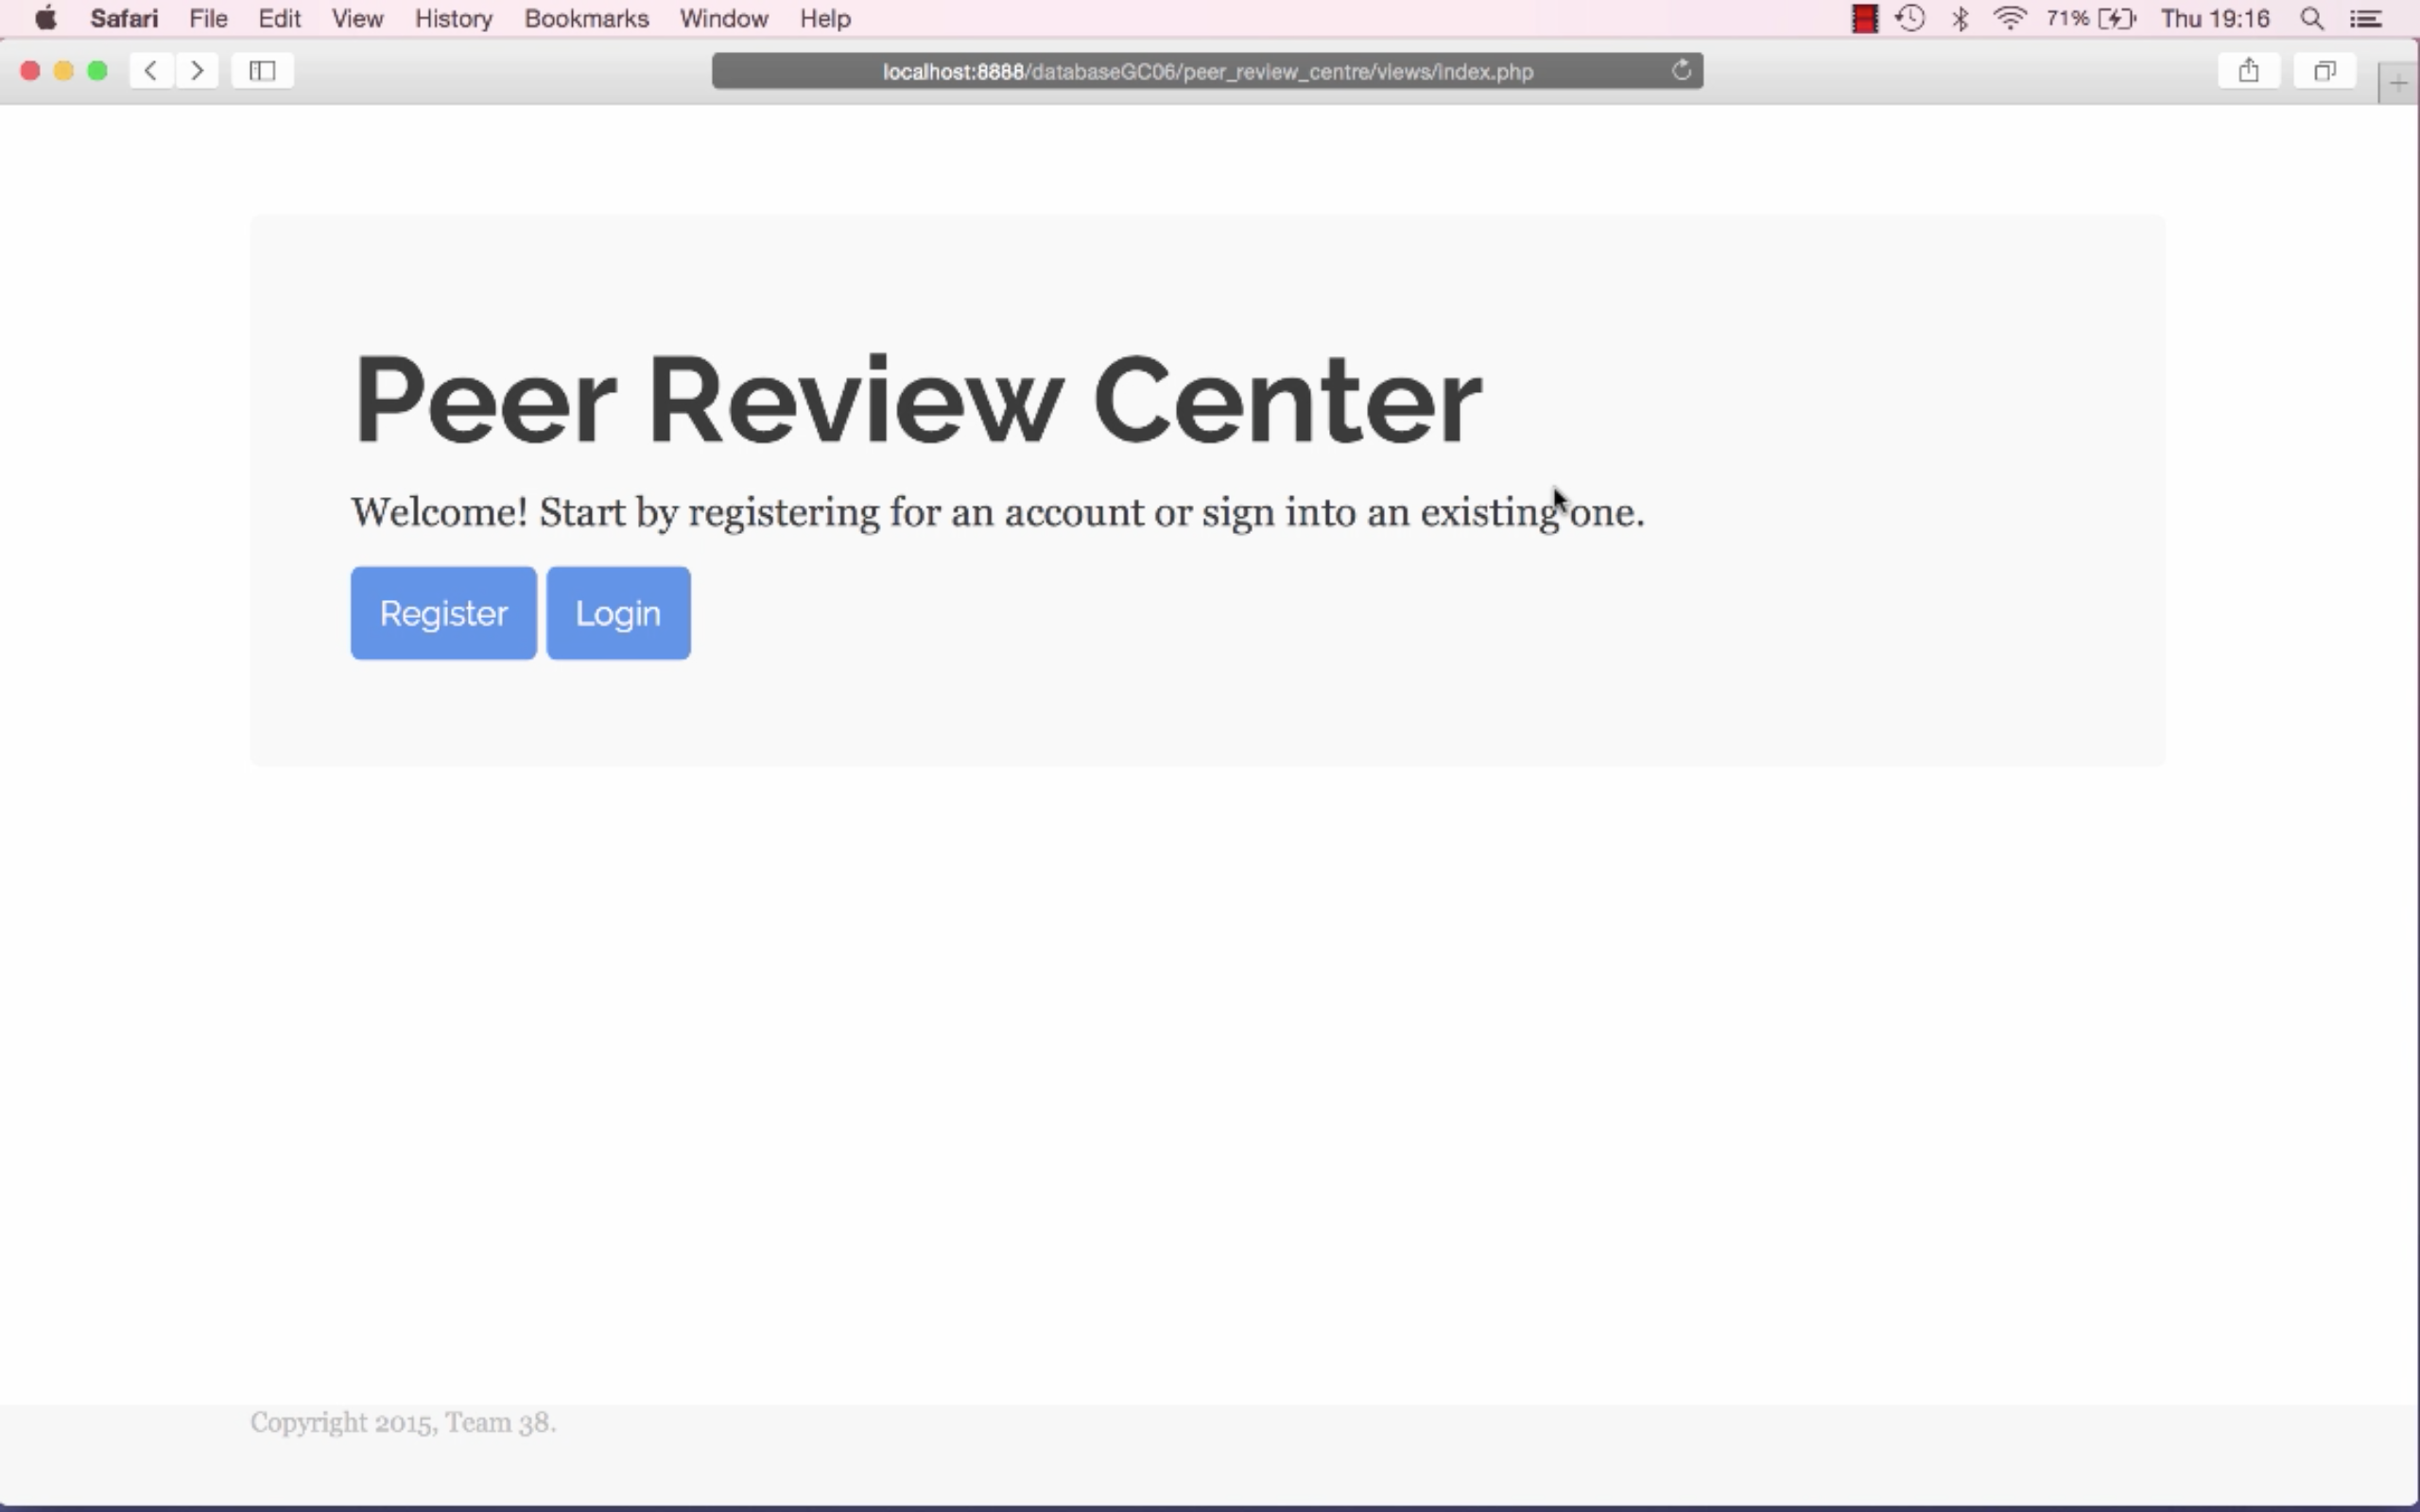 Safari File Edit View History Bookmarks Window Help 71% Thu 19:16
localhost:8888/databaseGC06/peer_review_centre/views/index.php
Peer Review Center
Welcome! Start by registering for an account or sign into an existing one.
Register Login
Copyright 2015, Team 38.